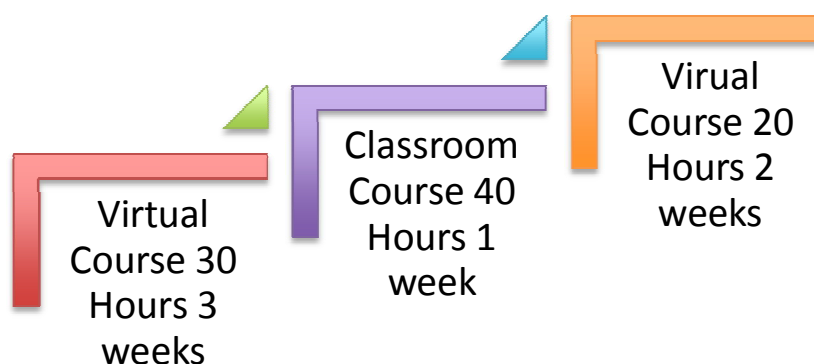 Virtual
Course 30
Hours 3
weeks
Classroom
Course 40
Hours 1
week
Virual
Course 20
Hours 2
weeks